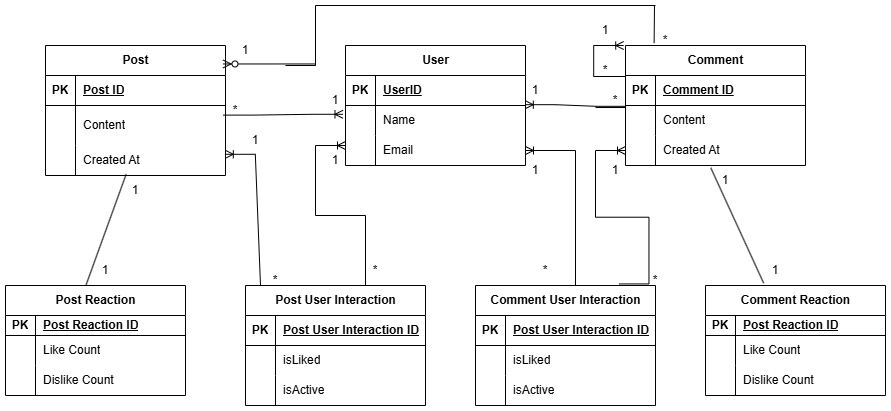 1
*
1
*
Post
PK Post ID
Content
Created At
User
PK UserID
Name
Email
Comment
PK Comment ID
Content
Created At
*
1
1
*
1
1
1
1
1
1
1
*
*
*
*
1
Post Reaction
PK Post Reaction ID
Like Count
Dislike Count
Post User Interaction
PK Post User Interaction ID
isLiked
isActive
Comment User Interaction
PK Post User Interaction ID
isLiked
isActive
Comment Reaction
PK Post Reaction ID
Like Count
Dislike Count